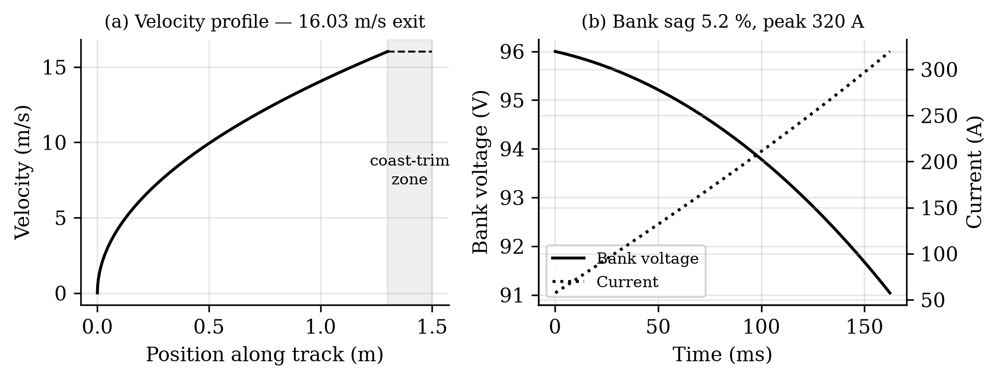 (a) Velocity profile — 16.03 m/s exit
Velocity (m/s)
15
10
5
0
coast-trim
zone
0.0 0.5 1.0 1.5
Position along track (m)
(b) Bank sag 5.2 %, peak 320 A
Bank voltage (V)
96
95
94
93
92
91
Bank voltage
Current
300
250
200
150
100
50
Current (A)
0 50 100 150
Time (ms)